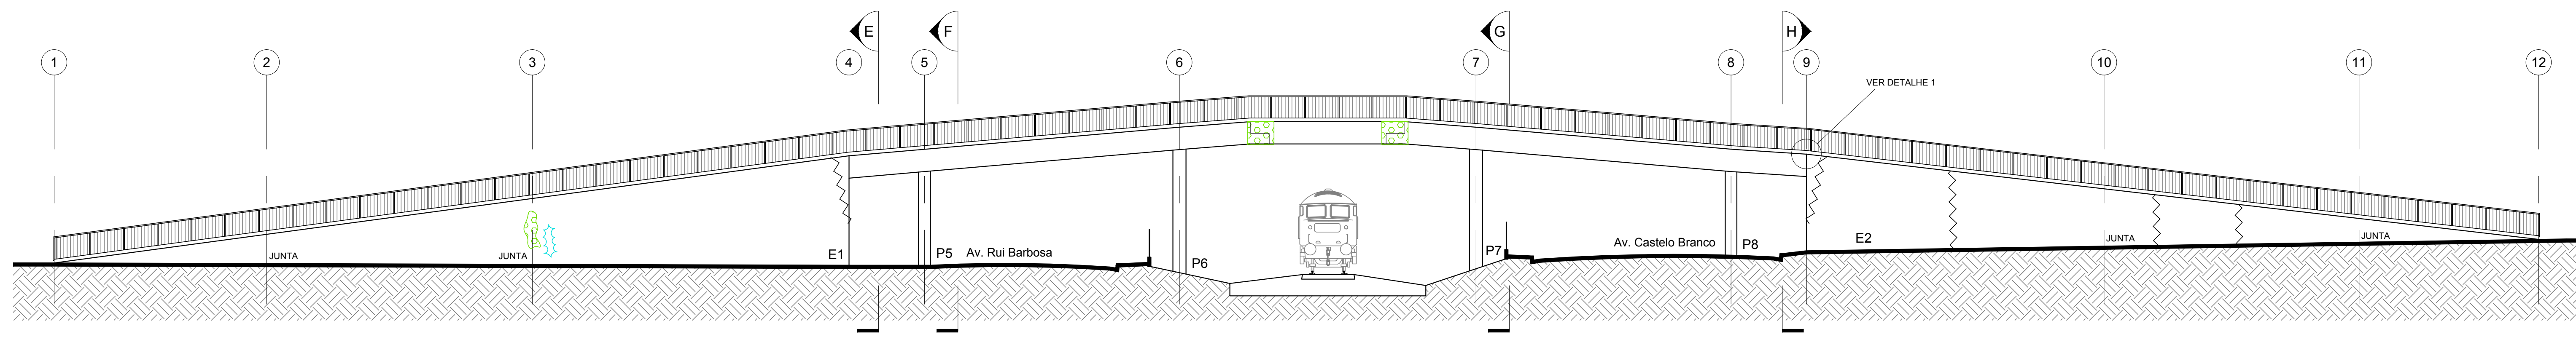 E
F
G
H
1
2
3
4
5
6
7
8
9
10
11
12
VER DETALHE 1
JUNTA
JUNTA
E1
P5
Av. Rui Barbosa
P6
P7
Av. Castelo Branco
P8
E2
JUNTA
JUNTA